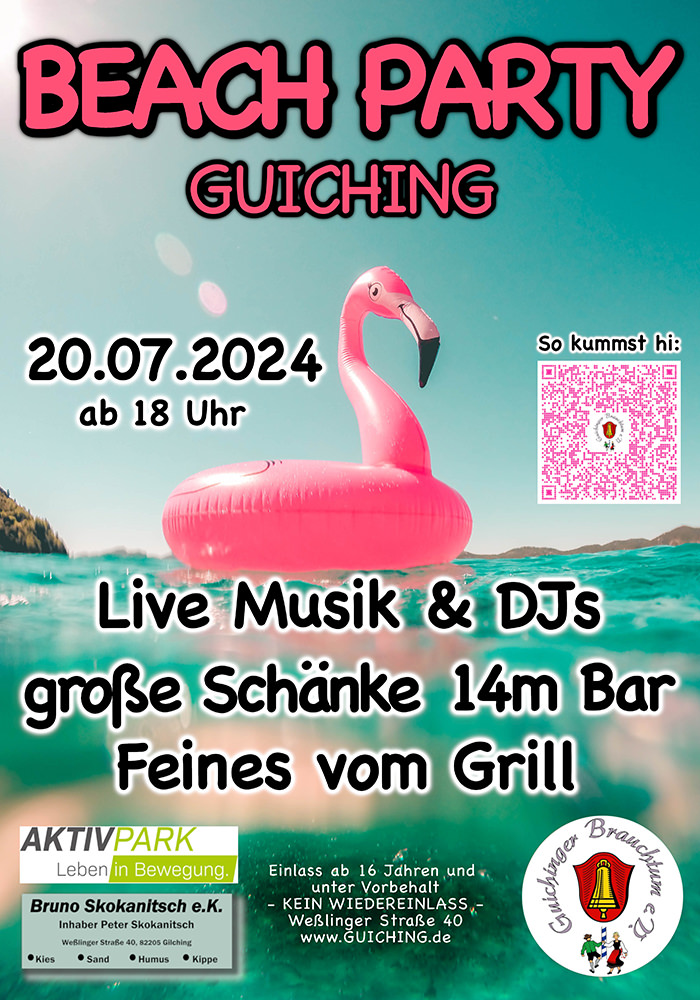 BEACH PARTY
GUICHING
20.07.2024
ab 18 Uhr
So kummst hi:
Live Musik & DJs
große Schänke 14m Bar
Feines vom Grill
AKTIVPARK
Leben in Bewegung.
Bruno Skokanitsch e.K.
Inhaber Peter Skokanitsch
Weßlinger Straße 40, 82205 Gilching
• Kies • Sand • Humus • Kippe
Einlass ab 16 Jahren und
unter Vorbehalt
- KEIN WIEDEREINLASS -
Weßlinger Straße 40
www.GUICHING.de
Guichinger Brauchtum e.V.